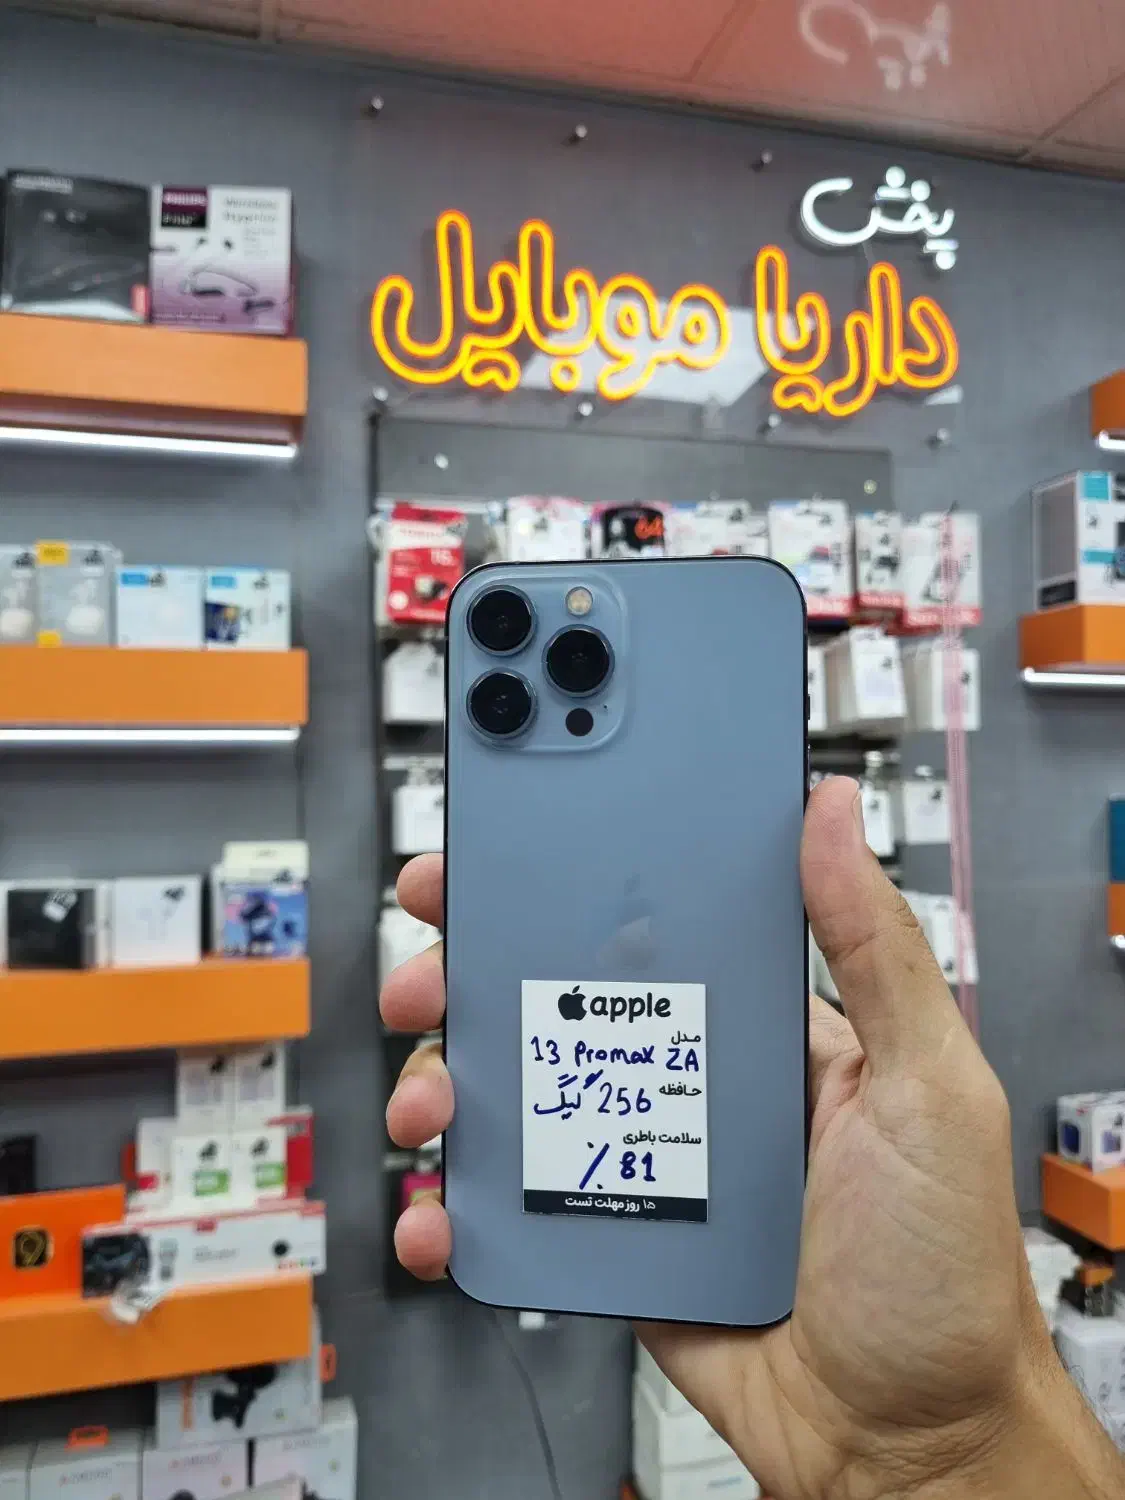 پخش
داریا موبایل
apple
مدل
13 Promax ZA
حافظه
256 گیگ
سلامت باطری
٪ 81
۱۵ روز مهلت تست